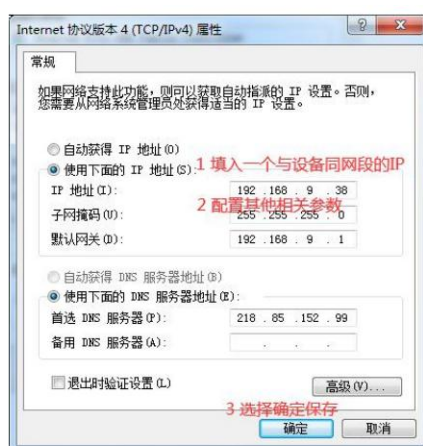 Internet 协议版本 4 (TCP/IPv4) 属性
常规
如果网络支持此功能，则可以获取自动指派的 IP 设置。否则，
您需要从网络系统管理员处获得适当的 IP 设置。
自动获得 IP 地址(O)
使用下面的 IP 地址(S):
1 填入一个与设备同网段的IP
IP 地址(I): 192 .168 . 9 . 38
2 配置其他相关参数
子网掩码(U): 255 .255 .255 . 0
默认网关(D): 192 .168 . 9 . 1
自动获得 DNS 服务器地址(B)
使用下面的 DNS 服务器地址(E):
首选 DNS 服务器(P): 218 . 85 .152 . 99
备用 DNS 服务器(A): . . .
退出时验证设置(L)
高级(V)...
3 选择确定保存
确定 取消